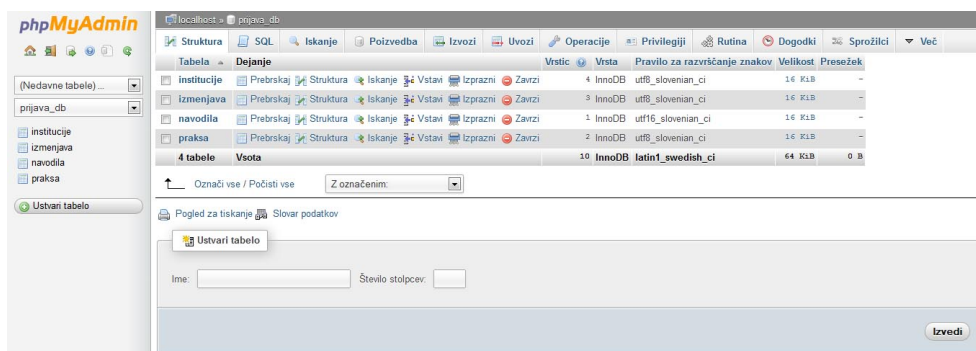 phpMyAdmin
localhost » prijava_db
Struktura SQL Iskanje Poizvedba Izvozi Uvozi Operacije Privilegiji Rutina Dogodki Sprožilci Več
(Nedavne tabele) ...
prijava_db
institucije
izmenjava
navodila
praksa
Ustvari tabelo
Tabela Dejanje Vrstic Vrsta Pravilo za razvrščanje znakov Velikost Presežek
institucije Prebrskaj Struktura Iskanje Vstavi Izprazni Zavrzi 4 InnoDB utf8_slovenian_ci 16 KiB -
izmenjava Prebrskaj Struktura Iskanje Vstavi Izprazni Zavrzi 3 InnoDB utf8_slovenian_ci 16 KiB -
navodila Prebrskaj Struktura Iskanje Vstavi Izprazni Zavrzi 1 InnoDB utf16_slovenian_ci 16 KiB -
praksa Prebrskaj Struktura Iskanje Vstavi Izprazni Zavrzi 2 InnoDB utf8_slovenian_ci 16 KiB -
4 tabele Vsota 10 InnoDB latin1_swedish_ci 64 KiB 0 B
Označi vse / Počisti vse Z označenim:
Pogled za tiskanje Slovar podatkov
Ustvari tabelo
Ime: Število stolpcev:
Izvedi